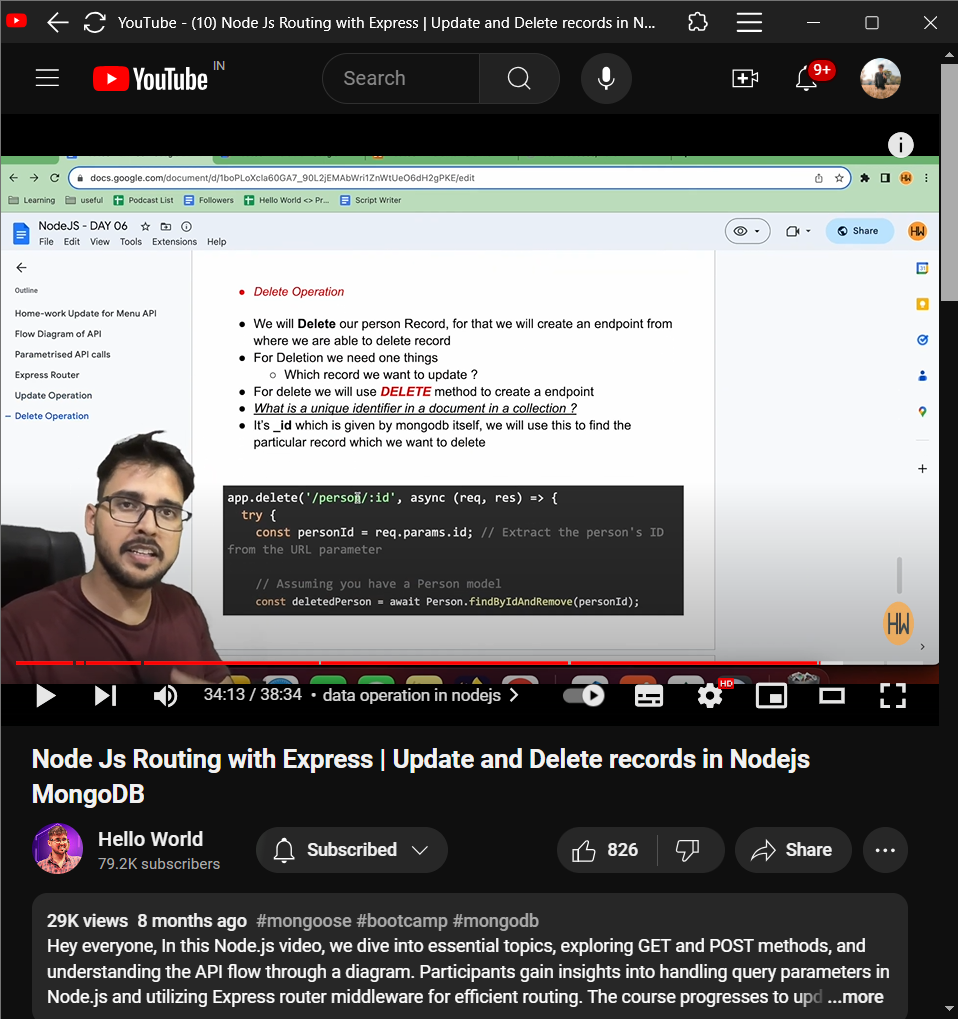 YouTube - (10) Node Js Routing with Express | Update and Delete records in N...
YouTube IN
Search
9+
docs.google.com/document/d/1boPLoXcla60GA7_90L2jEMAbWri1ZnWtUeO6dH2gPKE/edit
HW
Learning useful Podcast List Followers Hello World <> Pr... Script Writer
NodeJS - DAY 06
File Edit View Tools Extensions Help
Share
HW
Outline
Home-work Update for Menu API
Flow Diagram of API
Parametrised API calls
Express Router
Update Operation
Delete Operation
● Delete Operation
● We will Delete our person Record, for that we will create an endpoint from
where we are able to delete record
● For Deletion we need one things
○ Which record we want to update ?
● For delete we will use DELETE method to create a endpoint
● What is a unique identifier in a document in a collection ?
● It's _id which is given by mongodb itself, we will use this to find the
particular record which we want to delete
app.delete('/person/:id', async (req, res) => {
try {
const personId = req.params.id; // Extract the person's ID
from the URL parameter
// Assuming you have a Person model
const deletedPerson = await Person.findByIdAndRemove(personId);
HW
34:13 / 38:34 • data operation in nodejs
HD
Node Js Routing with Express | Update and Delete records in Nodejs
MongoDB
Hello World
79.2K subscribers
Subscribed
826
Share
29K views 8 months ago #mongoose #bootcamp #mongodb
Hey everyone, In this Node.js video, we dive into essential topics, exploring GET and POST methods, and
understanding the API flow through a diagram. Participants gain insights into handling query parameters in
Node.js and utilizing Express router middleware for efficient routing. The course progresses to upd ...more